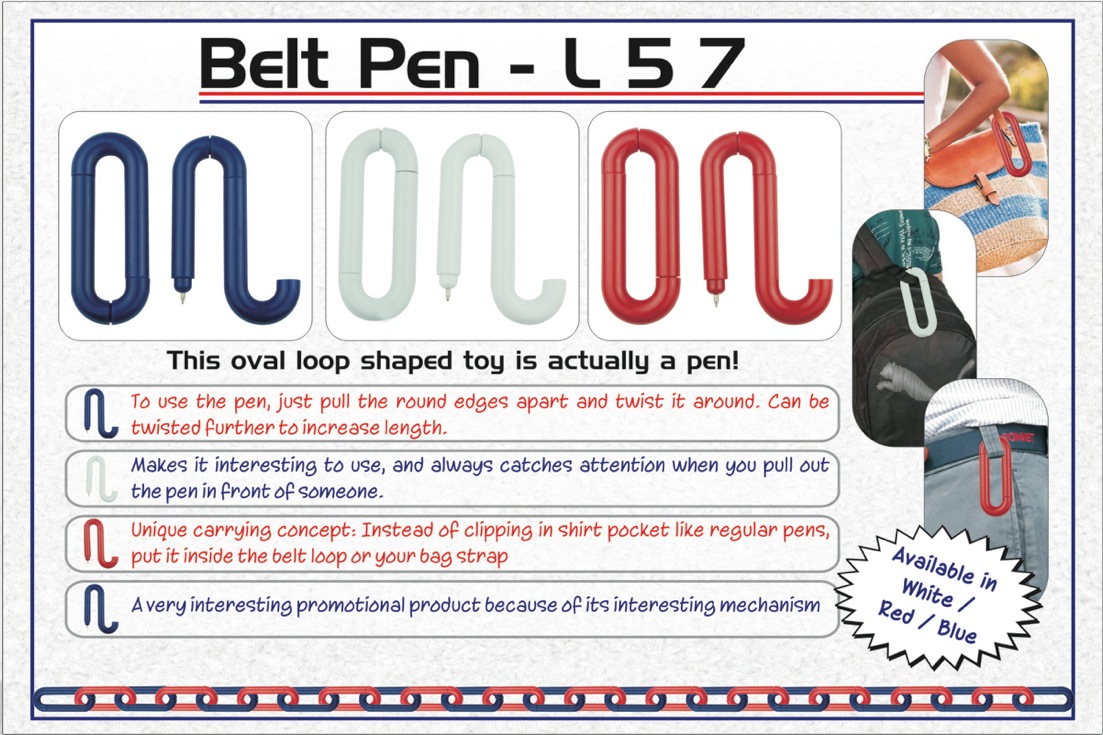 Belt Pen - L 5 7
This oval loop shaped toy is actually a pen!
To use the pen, just pull the round edges apart and twist it around. Can be
twisted further to increase length.
Makes it interesting to use, and always catches attention when you pull out
the pen in front of someone.
Unique carrying concept: Instead of clipping in shirt pocket like regular pens,
put it inside the belt loop or your bag strap
A very interesting promotional product because of its interesting mechanism
Available in
White /
Red / Blue